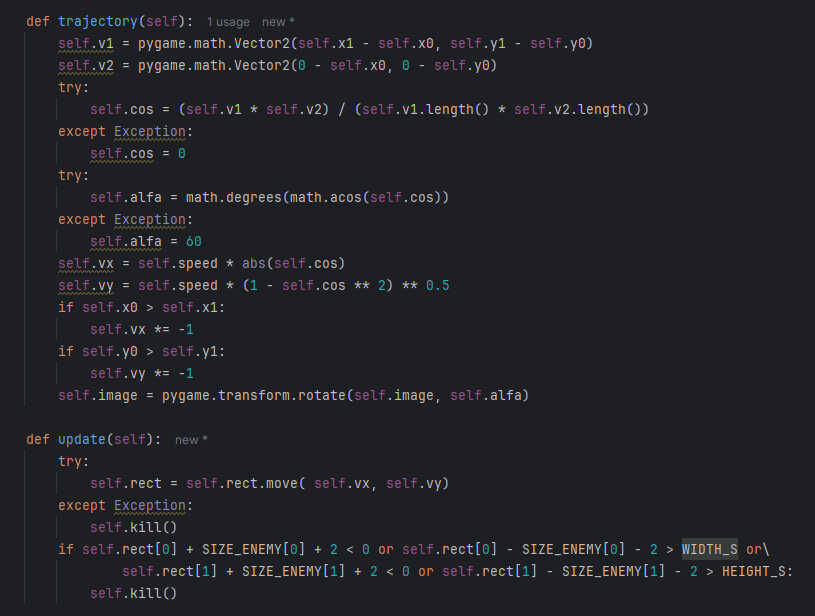 def trajectory(self): 1 usage new *
    self.v1 = pygame.math.Vector2(self.x1 - self.x0, self.y1 - self.y0)
    self.v2 = pygame.math.Vector2(0 - self.x0, 0 - self.y0)
    try:
        self.cos = (self.v1 * self.v2) / (self.v1.length() * self.v2.length())
    except Exception:
        self.cos = 0
    try:
        self.alfa = math.degrees(math.acos(self.cos))
    except Exception:
        self.alfa = 60
    self.vx = self.speed * abs(self.cos)
    self.vy = self.speed * (1 - self.cos ** 2) ** 0.5
    if self.x0 > self.x1:
        self.vx *= -1
    if self.y0 > self.y1:
        self.vy *= -1
    self.image = pygame.transform.rotate(self.image, self.alfa)
def update(self): new *
    try:
        self.rect = self.rect.move( self.vx, self.vy)
    except Exception:
        self.kill()
    if self.rect[0] + SIZE_ENEMY[0] + 2 < 0 or self.rect[0] - SIZE_ENEMY[0] - 2 > WIDTH_S or\
            self.rect[1] + SIZE_ENEMY[1] + 2 < 0 or self.rect[1] - SIZE_ENEMY[1] - 2 > HEIGHT_S:
        self.kill()